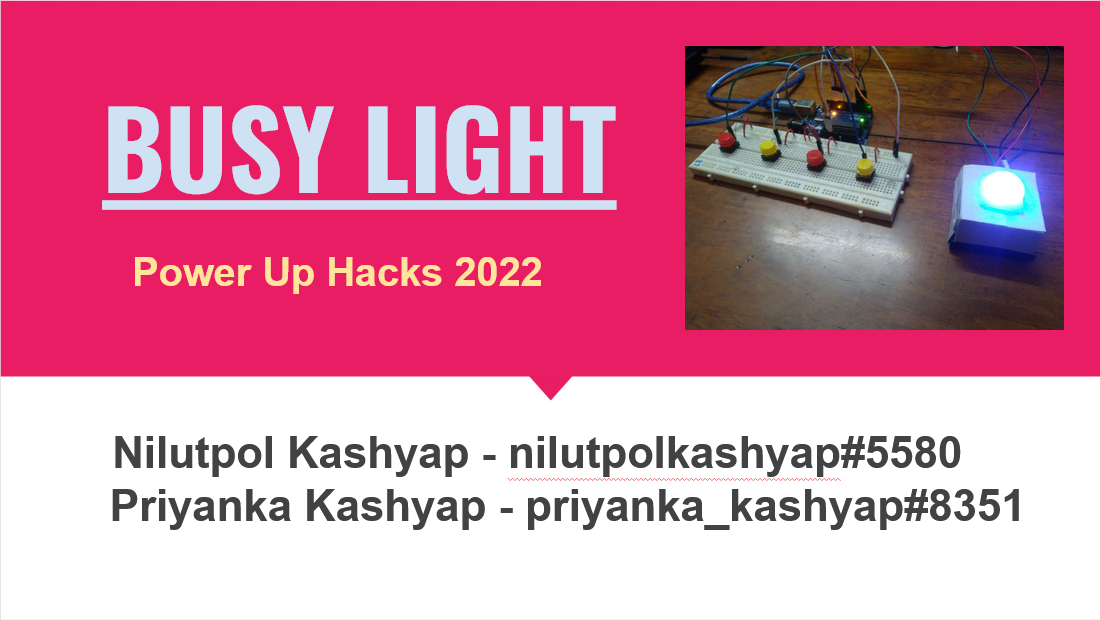 BUSY LIGHT
Power Up Hacks 2022
Nilutpol Kashyap - nilutpolkashyap#5580
Priyanka Kashyap - priyanka_kashyap#8351